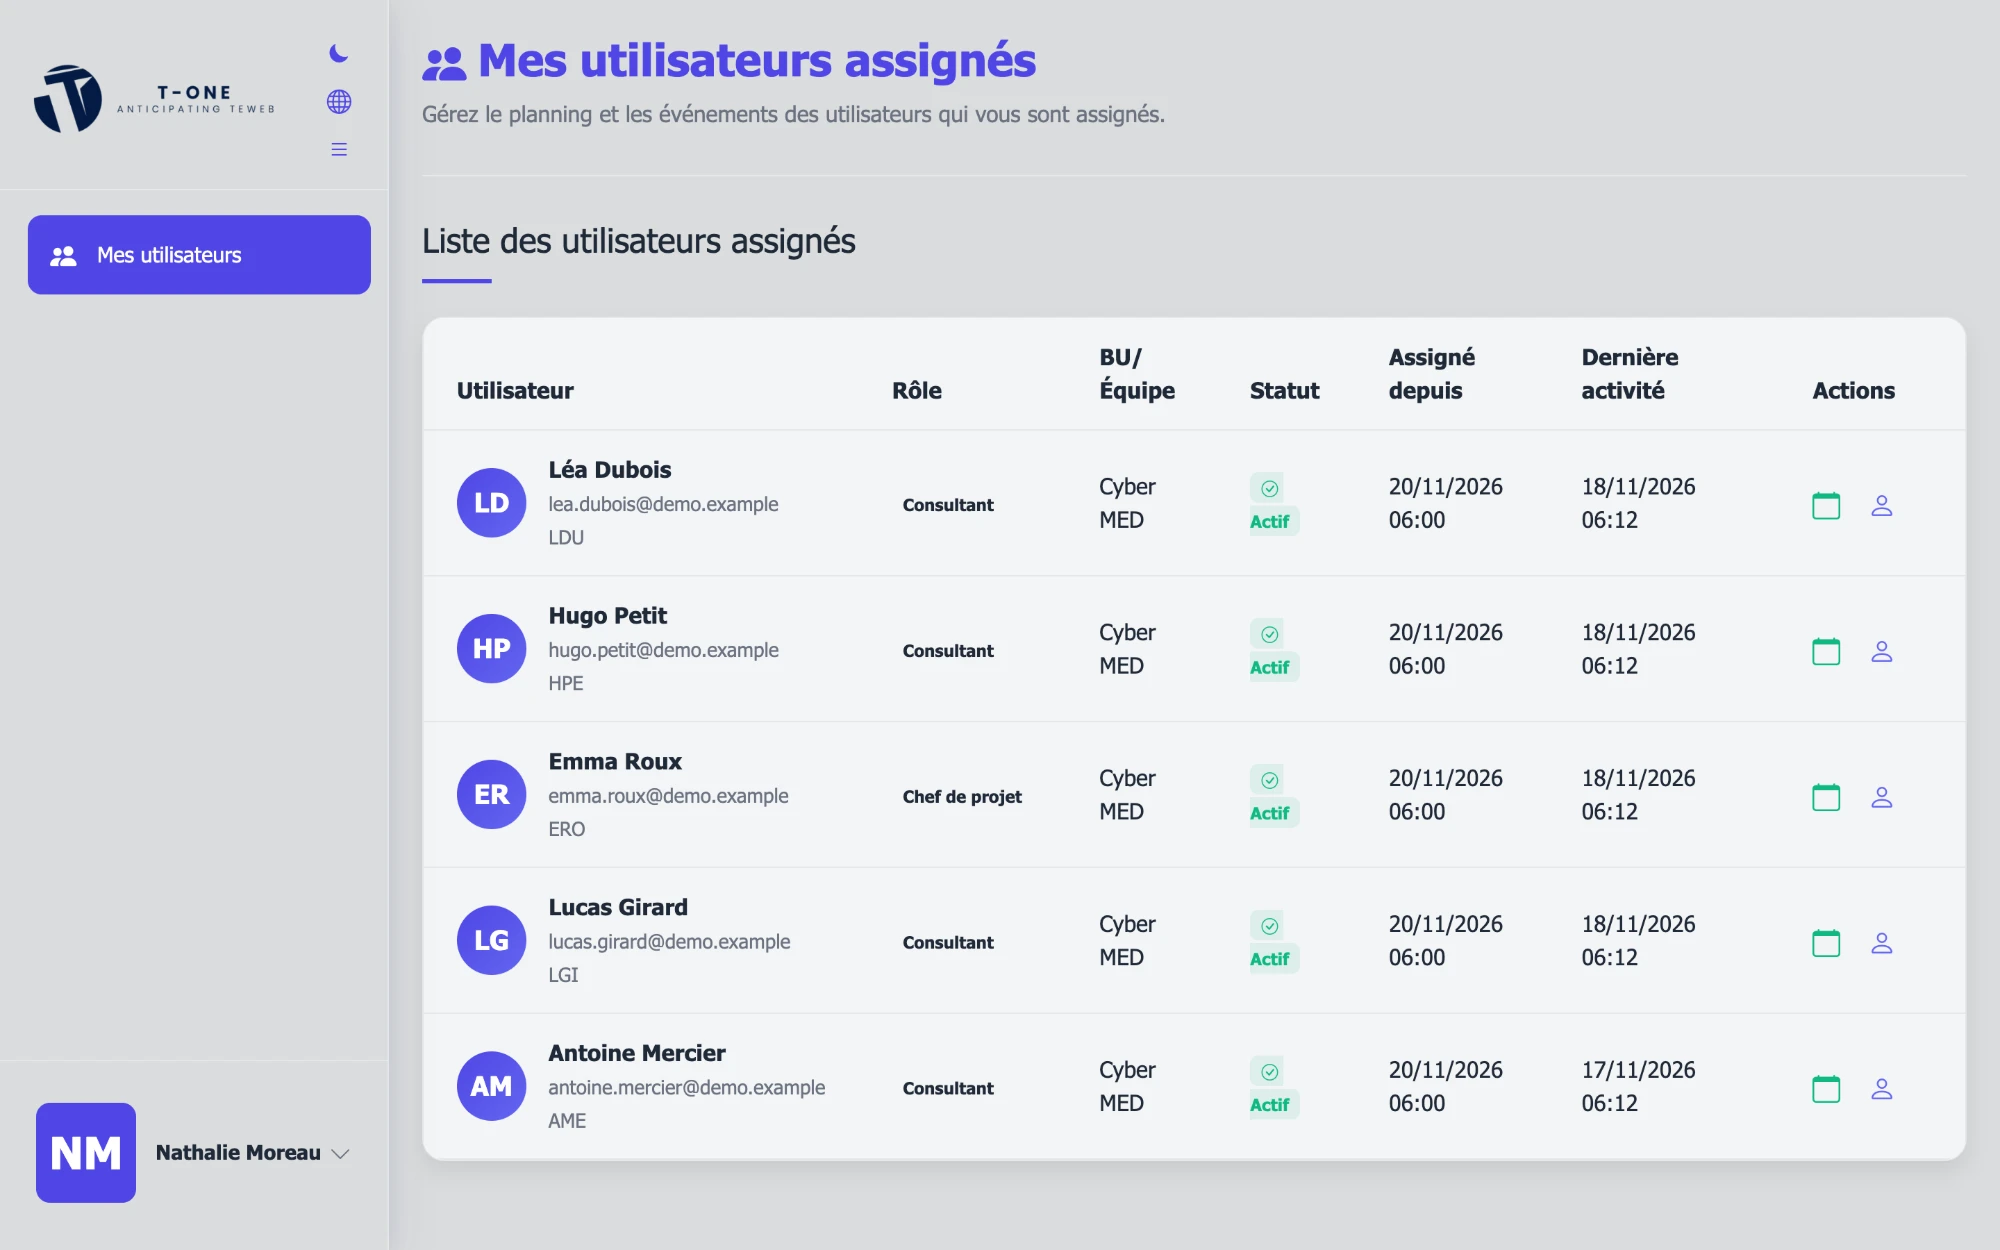 T-ONE
ANTICIPATING TEWEB
Mes utilisateurs
NM
Nathalie Moreau
Mes utilisateurs assignés
Gérez le planning et les événements des utilisateurs qui vous sont assignés.
Liste des utilisateurs assignés
Utilisateur
Rôle
BU/
Équipe
Statut
Assigné
depuis
Dernière
activité
Actions
LD
Léa Dubois
lea.dubois@demo.example
LDU
Consultant
Cyber
MED
Actif
20/11/2026
06:00
18/11/2026
06:12
HP
Hugo Petit
hugo.petit@demo.example
HPE
Consultant
Cyber
MED
Actif
20/11/2026
06:00
18/11/2026
06:12
ER
Emma Roux
emma.roux@demo.example
ERO
Chef de projet
Cyber
MED
Actif
20/11/2026
06:00
18/11/2026
06:12
LG
Lucas Girard
lucas.girard@demo.example
LGI
Consultant
Cyber
MED
Actif
20/11/2026
06:00
18/11/2026
06:12
AM
Antoine Mercier
antoine.mercier@demo.example
AME
Consultant
Cyber
MED
Actif
20/11/2026
06:00
17/11/2026
06:12